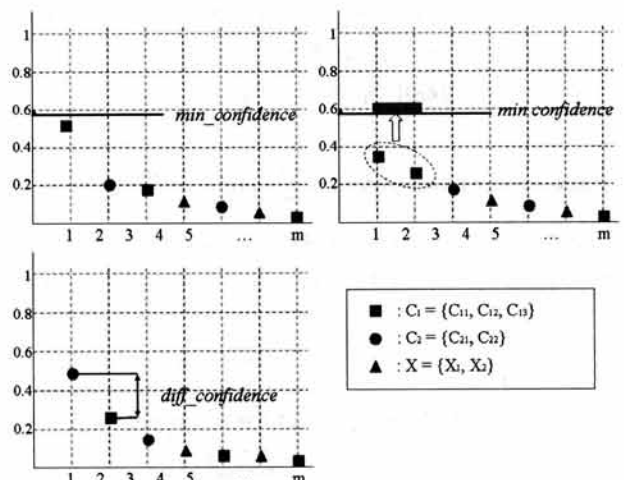 1
0.8
0.6
min_confidence
0.4
0.2
1 2 3 4 5 ... m
1
0.8
0.6
min confidence
0.4
0.2
1 2 3 4 5 ... m
1
0.8
0.6
0.4
diff_confidence
0.2
1 2 3 4 5 ... m
: C1 = {C11, C12, C13}
: C2 = {C21, C22}
: X = {X1, X2}